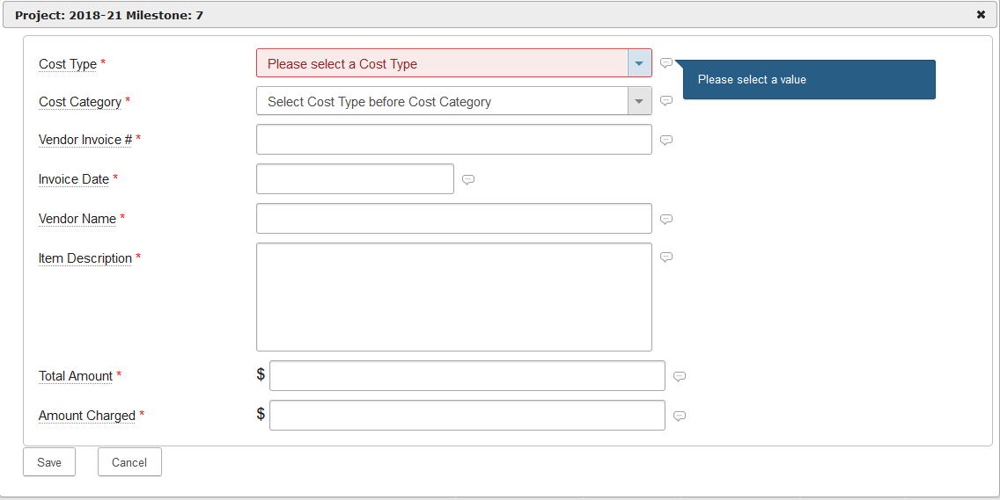 Project: 2018-21 Milestone: 7
Cost Type * Please select a Cost Type Please select a value
Cost Category * Select Cost Type before Cost Category
Vendor Invoice # *
Invoice Date *
Vendor Name *
Item Description *
Total Amount * $
Amount Charged * $
Save Cancel